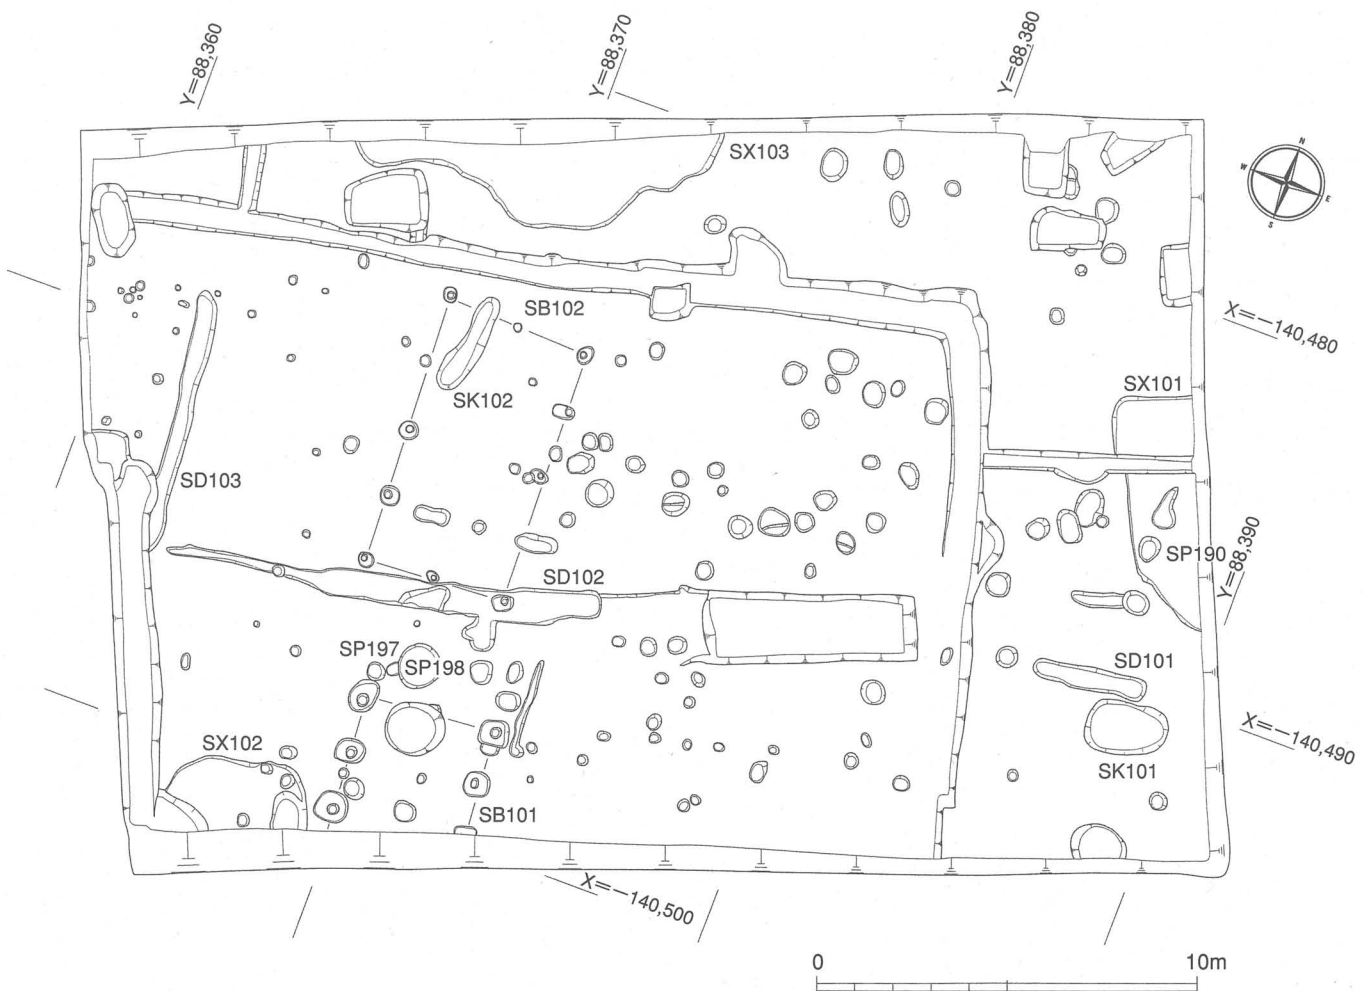 Y=88,360
Y=88,370
Y=88,380
SX103
N
W
E
S
SB102
X=−140,480
SK102
SX101
SD103
SP190
Y=88,390
SD102
SP197
SP198
SD101
SX102
X=−140,490
SK101
SB101
X=−140,500
0
10m